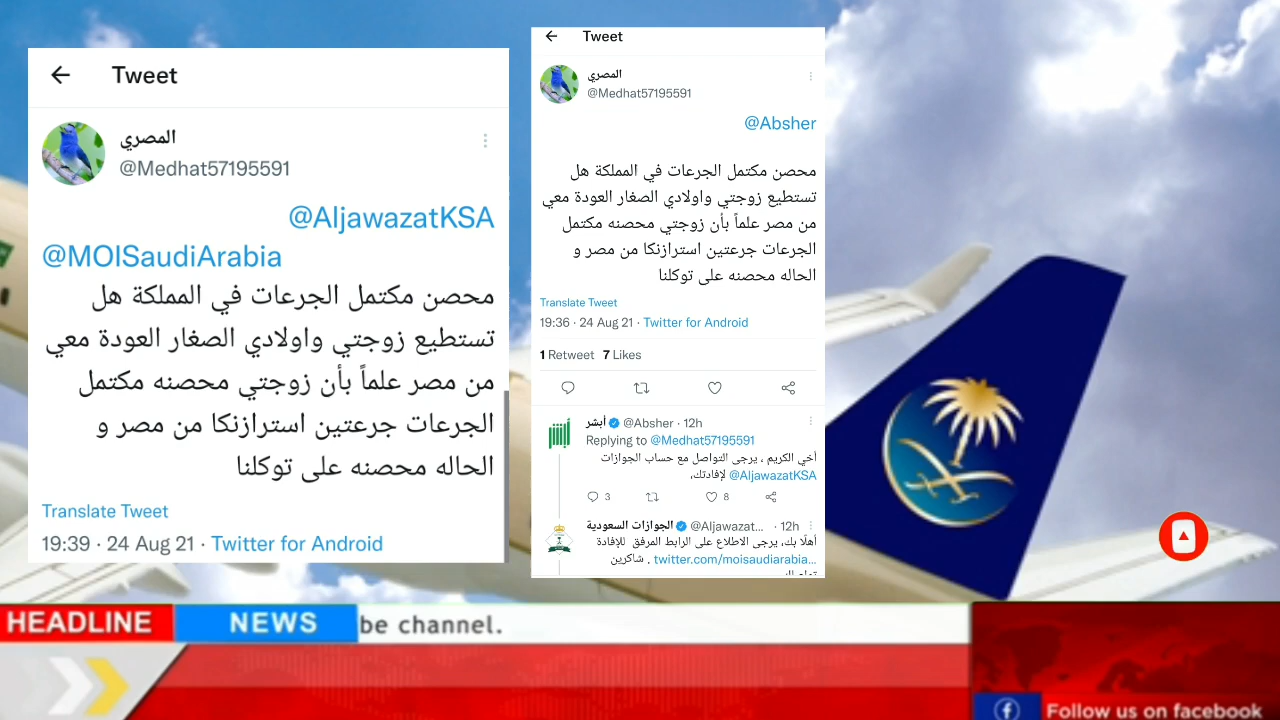 Tweet
المصري
@Medhat57195591
@AljawazatKSA
@MOISaudiArabia
محصن مكتمل الجرعات في المملكة هل
تستطيع زوجتي واولادي الصغار العودة معي
من مصر علماً بأن زوجتي محصنه مكتمل
الجرعات جرعتين استرازنكا من مصر و
الحاله محصنه على توكلنا
Translate Tweet
19:39 · 24 Aug 21 · Twitter for Android
Tweet
المصري
@Medhat57195591
@Absher
محصن مكتمل الجرعات في المملكة هل
تستطيع زوجتي واولادي الصغار العودة معي
من مصر علماً بأن زوجتي محصنه مكتمل
الجرعات جرعتين استرازنكا من مصر و
الحاله محصنه على توكلنا
Translate Tweet
19:36 · 24 Aug 21 · Twitter for Android
1 Retweet 7 Likes
أبشر @Absher · 12h
Replying to @Medhat57195591
أخي الكريم ، يرجى التواصل مع حساب الجوازات
@AljawazatKSA لإفادتك،
3 8
الجوازات السعودية @Aljawazat... · 12h
أهلًا بك، يرجى الاطلاع على الرابط المرفق للإفادة
twitter.com/moisaudiarabia... . شاكرين
HEADLINE NEWS be channel.
Follow us on facebook